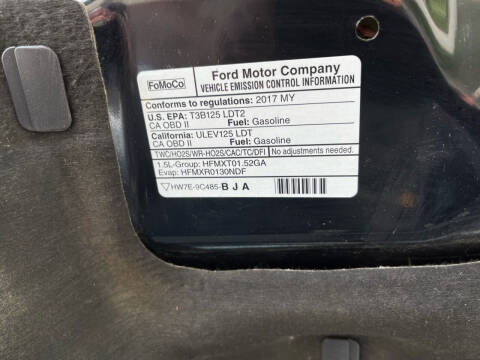 FoMoCo
Ford Motor Company
VEHICLE EMISSION CONTROL INFORMATION
Conforms to regulations: 2017 MY
U.S. EPA: T3B125 LDT2
CA OBD II Fuel: Gasoline
California: ULEV125 LDT
CA OBD II Fuel: Gasoline
TWC/HO2S/WR-HO2S/CAC/TC/DFI No adjustments needed.
1.5L-Group: HFMXT01.52GA
Evap: HFMXR0130NDF
HW7E-9C485-BJA